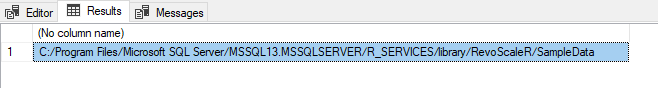 Editor Results Messages
(No column name)
1 C:/Program Files/Microsoft SQL Server/MSSQL13.MSSQLSERVER/R_SERVICES/library/RevoScaleR/SampleData